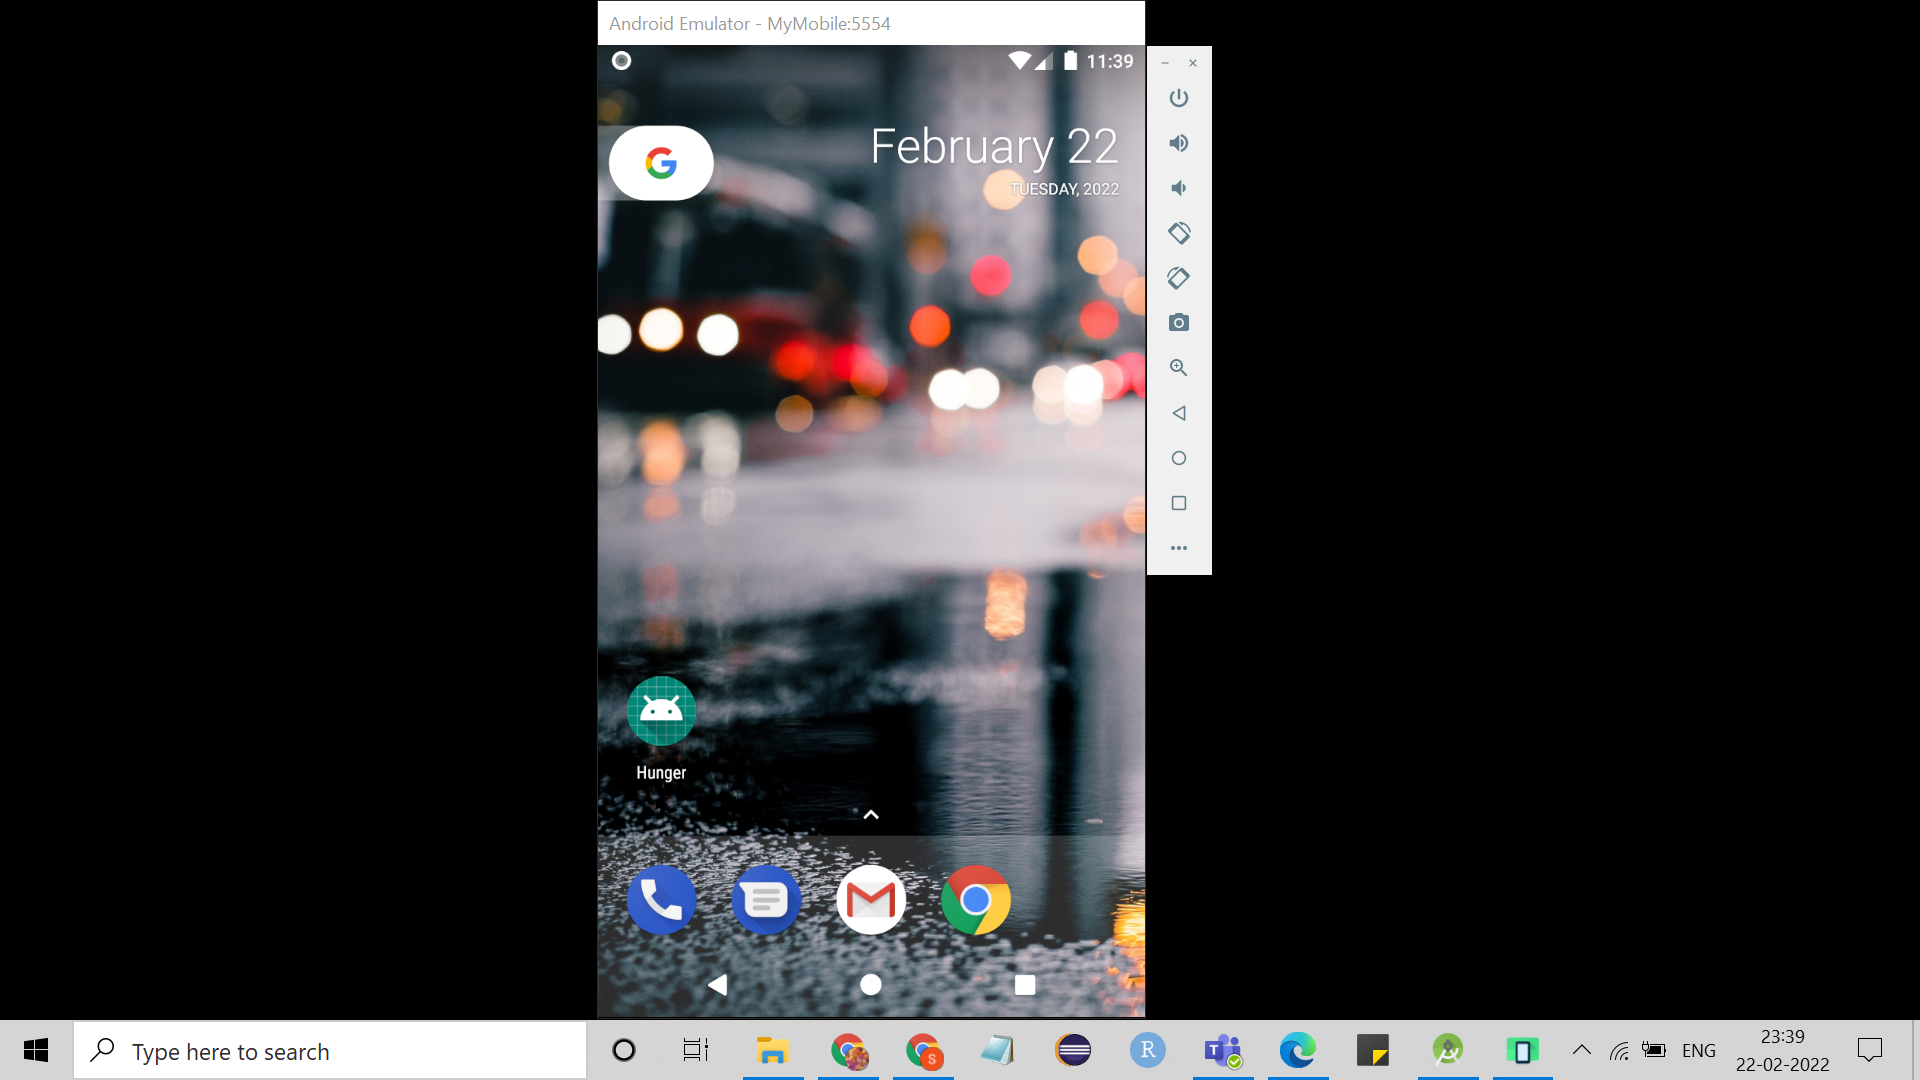 Android Emulator - MyMobile:5554
11:39
G
February 22
TUESDAY, 2022
Hunger
Type here to search
S
R
T
ENG
23:39
22-02-2022